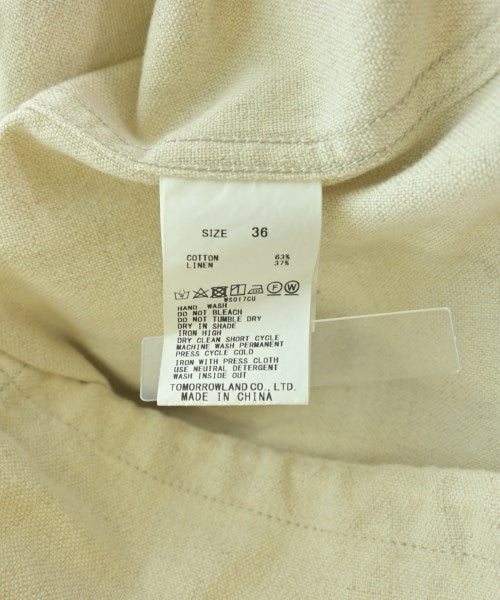 SIZE 36
COTTON 63%
LINEN 37%
WS017CU
HAND WASH
DO NOT BLEACH
DO NOT TUMBLE DRY
DRY IN SHADE
IRON HIGH
DRY CLEAN SHORT CYCLE
MACHINE WASH PERMANENT
PRESS CYCLE COLD
IRON WITH PRESS CLOTH
USE NEUTRAL DETERGENT
WASH INSIDE OUT
TOMORROWLAND CO., LTD.
MADE IN CHINA